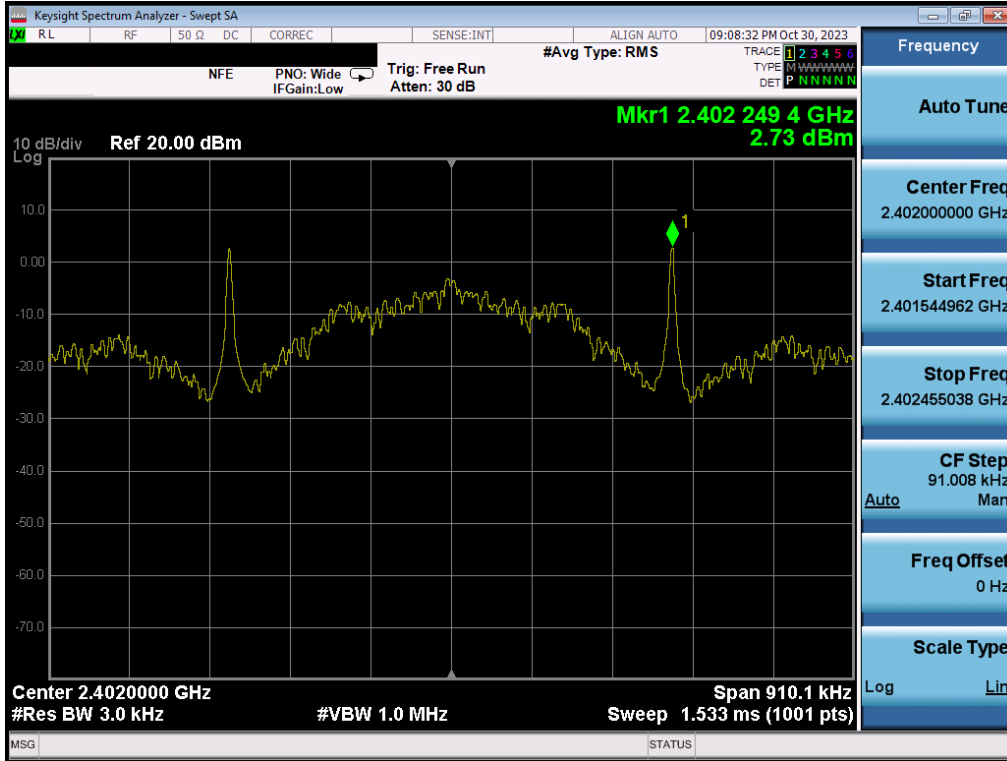 Keysight Spectrum Analyzer - Swept SA
LXI RL RF 50 Ω DC CORREC SENSE:INT ALIGN AUTO 09:08:32 PM Oct 30, 2023
#Avg Type: RMS TRACE 1 2 3 4 5 6
NFE PNO: Wide Trig: Free Run TYPE M WWWWW
IFGain:Low Atten: 30 dB DET P N N N N N
Mkr1 2.402 249 4 GHz
2.73 dBm
10 dB/div Ref 20.00 dBm
Log
1
10.0
0.00
-10.0
-20.0
-30.0
-40.0
-50.0
-60.0
-70.0
Center 2.4020000 GHz Span 910.1 kHz
#Res BW 3.0 kHz #VBW 1.0 MHz Sweep 1.533 ms (1001 pts)
MSG STATUS
Frequency
Auto Tune
Center Freq
2.402000000 GHz
Start Freq
2.401544962 GHz
Stop Freq
2.402455038 GHz
CF Step
91.008 kHz
Auto Man
Freq Offset
0 Hz
Scale Type
Log Lin